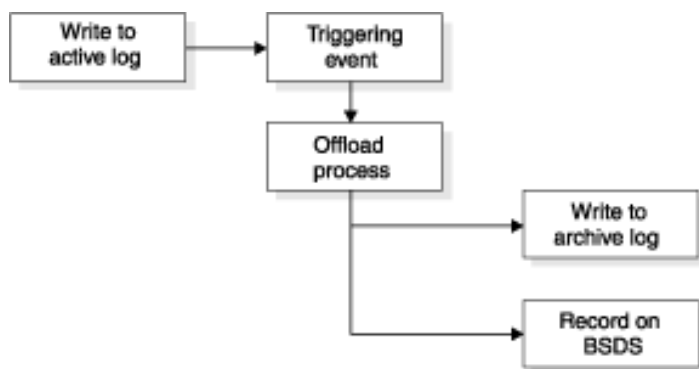 Write to
active log
Triggering
event
Offload
process
Write to
archive log
Record on
BSDS